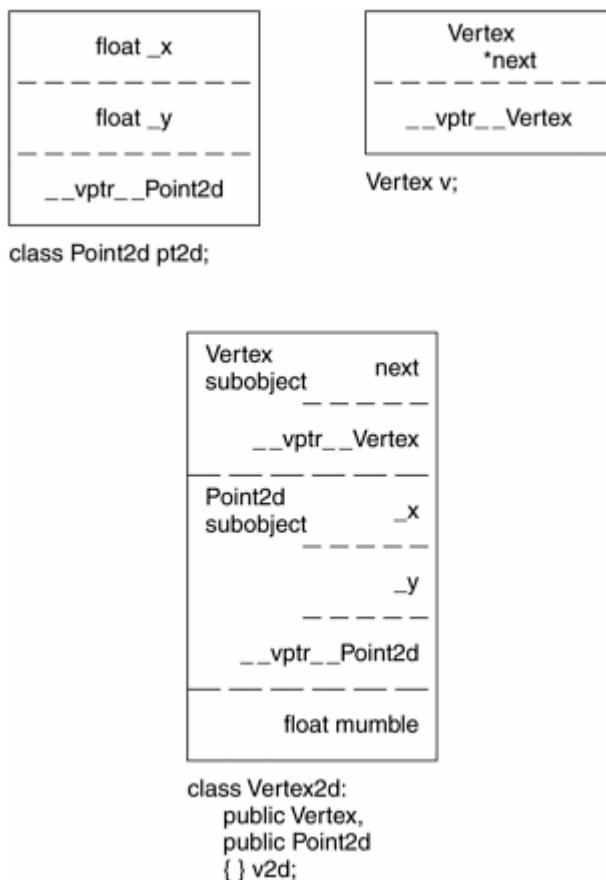 float _x
float _y
__vptr__Point2d
class Point2d pt2d;
Vertex
*next
__vptr__Vertex
Vertex v;
Vertex
subobject
next
__vptr__Vertex
Point2d
subobject
_x
_y
__vptr__Point2d
float mumble
class Vertex2d:
public Vertex,
public Point2d
{ } v2d;